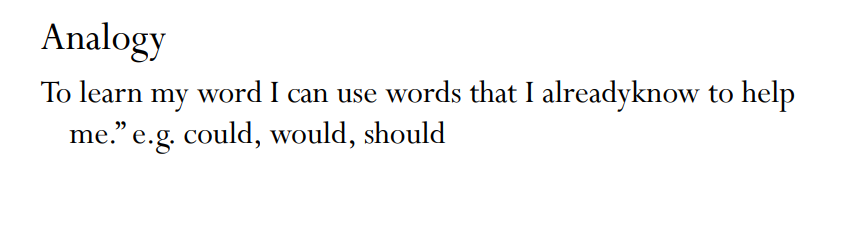 Analogy
To learn my word I can use words that I alreadyknow to help
me.” e.g. could, would, should